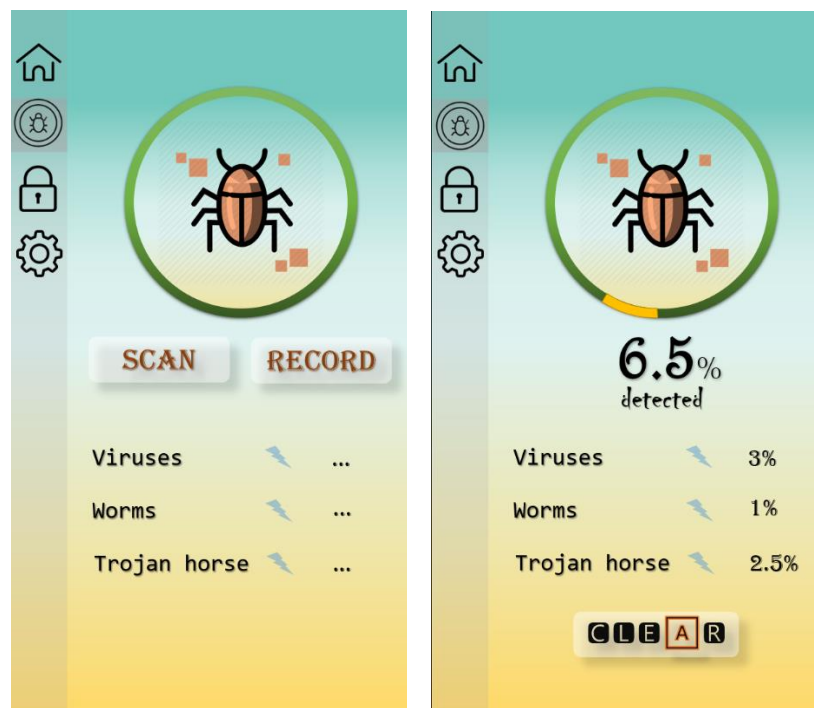 SCAN RECORD
Viruses ...
Worms ...
Trojan horse ...
6.5%
detected
Viruses 3%
Worms 1%
Trojan horse 2.5%
CLEAR